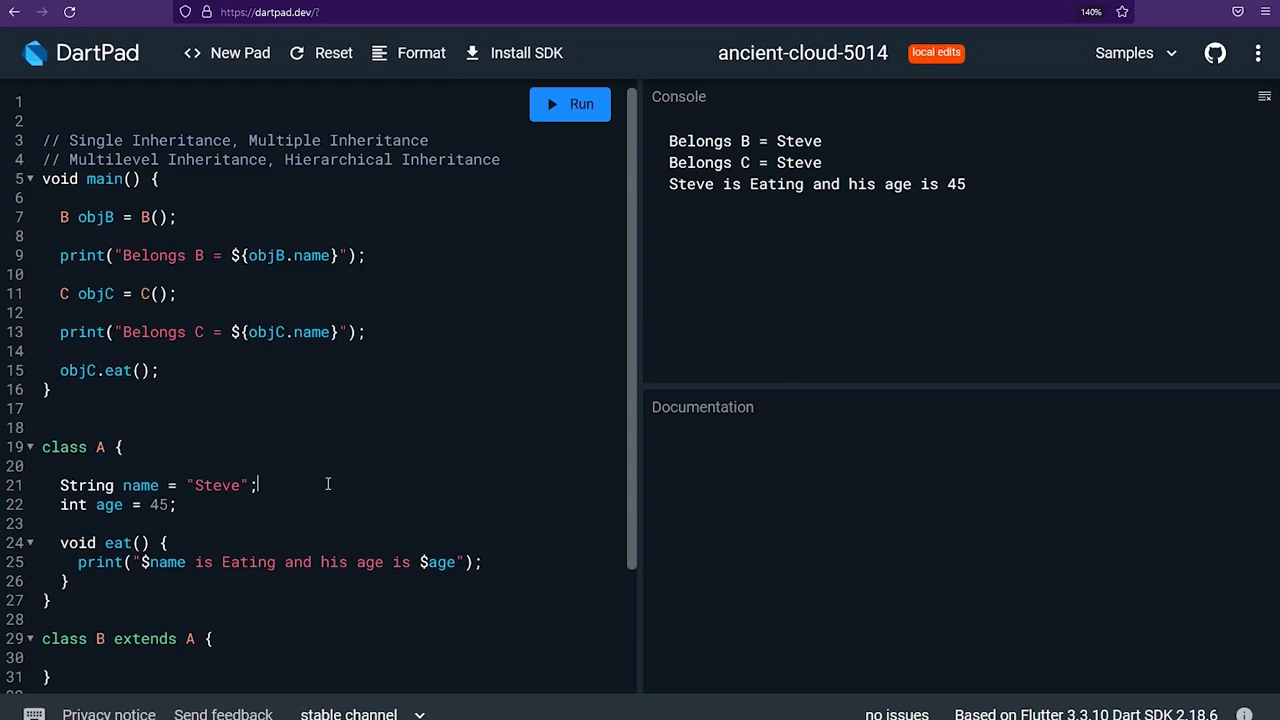 https://dartpad.dev/?
140%
DartPad
New Pad
Reset
Format
Install SDK
ancient-cloud-5014
local edits
Samples
Run
1
2
3 // Single Inheritance, Multiple Inheritance
4 // Multilevel Inheritance, Hierarchical Inheritance
5 void main() {
6
7 B objB = B();
8
9 print("Belongs B = ${objB.name}");
10
11 C objC = C();
12
13 print("Belongs C = ${objC.name}");
14
15 objC.eat();
16 }
17
18
19 class A {
20
21 String name = "Steve";
22 int age = 45;
23
24 void eat() {
25 print("$name is Eating and his age is $age");
26 }
27 }
28
29 class B extends A {
30
31 }
Console
Belongs B = Steve
Belongs C = Steve
Steve is Eating and his age is 45
Documentation
Privacy notice
Send feedback
stable channel
no issues
Based on Flutter 3.3.10 Dart SDK 2.18.6